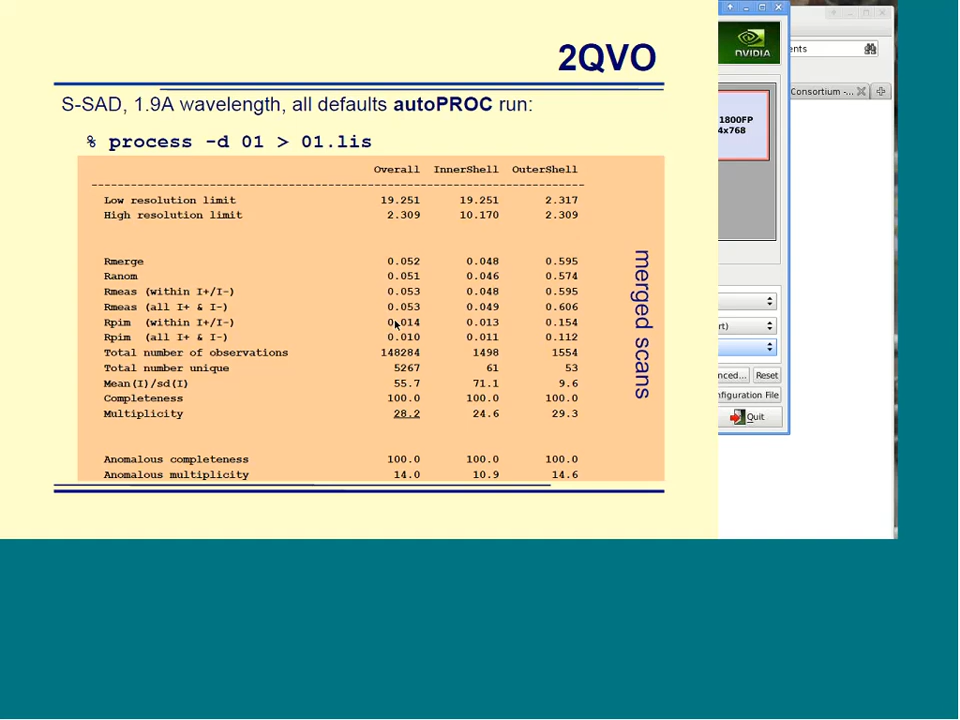 2QVO
S-SAD, 1.9A wavelength, all defaults autoPROC run:
% process -d 01 > 01.lis
Overall InnerShell OuterShell
------------------------------------------------------------
Low resolution limit 19.251 19.251 2.317
High resolution limit 2.309 10.170 2.309
Rmerge 0.052 0.048 0.595
Ranom 0.051 0.046 0.574
Rmeas (within I+/I-) 0.053 0.048 0.595
Rmeas (all I+ & I-) 0.053 0.049 0.606
Rpim (within I+/I-) 0.014 0.013 0.154
Rpim (all I+ & I-) 0.010 0.011 0.112
Total number of observations 148284 1498 1554
Total number unique 5267 61 53
Mean(I)/sd(I) 55.7 71.1 9.6
Completeness 100.0 100.0 100.0
Multiplicity 28.2 24.6 29.3
Anomalous completeness 100.0 100.0 100.0
Anomalous multiplicity 14.0 10.9 14.6
merged scans
NVIDIA
1800FP
4x768
rt)
nced... Reset
nfiguration File
Quit
ents
Consortium -...